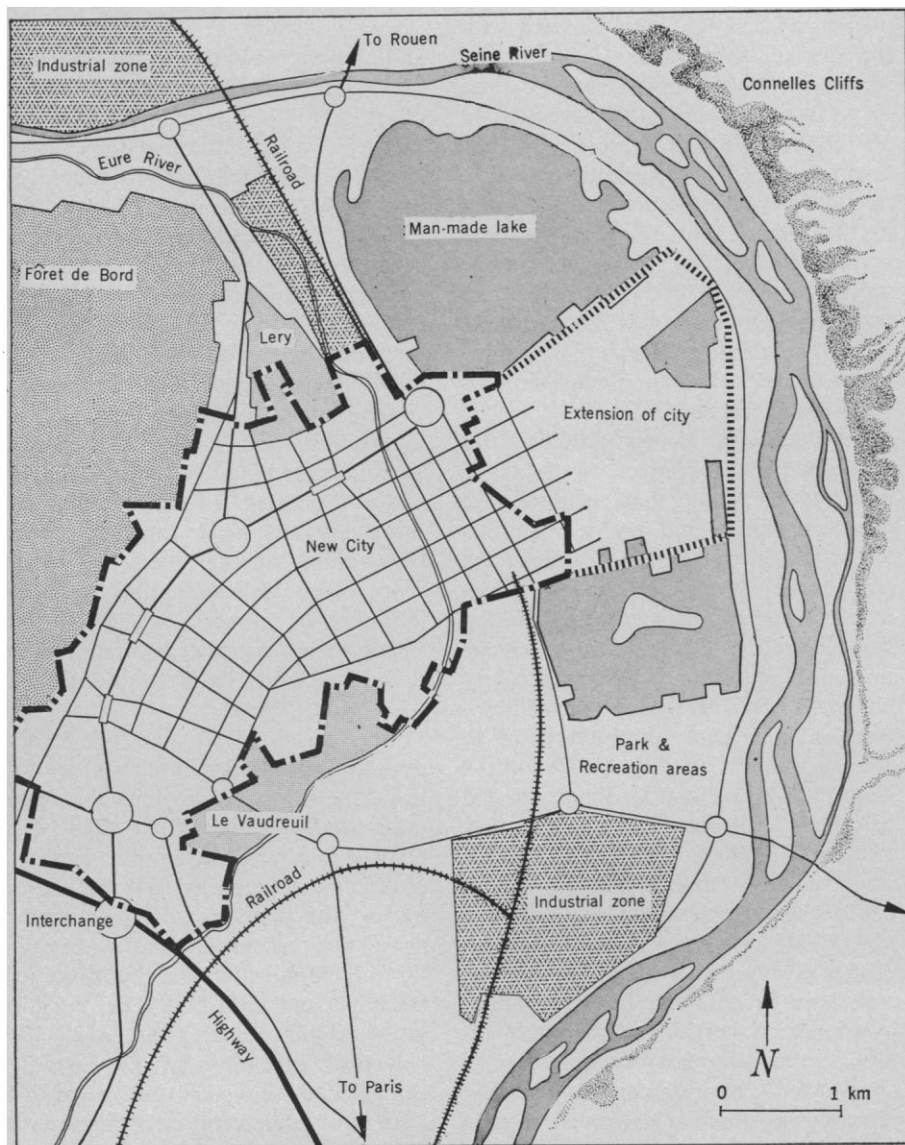 To Rouen
Seine River
Industrial zone
Connelles Cliffs
Eure River
Railroad
Man-made lake
Fôret de Bord
Lery
Extension of city
New City
Park &
Recreation areas
Le Vaudreuil
Railroad
Industrial zone
Interchange
Highway
To Paris
N
0 1 km